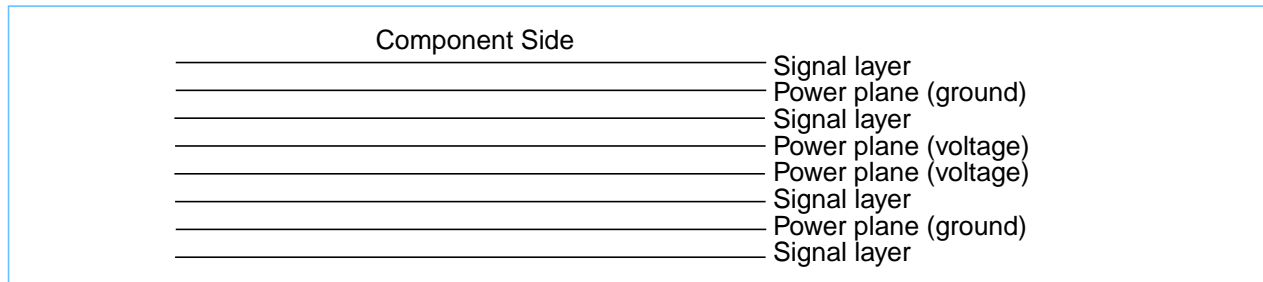 Component Side
Signal layer
Power plane (ground)
Signal layer
Power plane (voltage)
Power plane (voltage)
Signal layer
Power plane (ground)
Signal layer